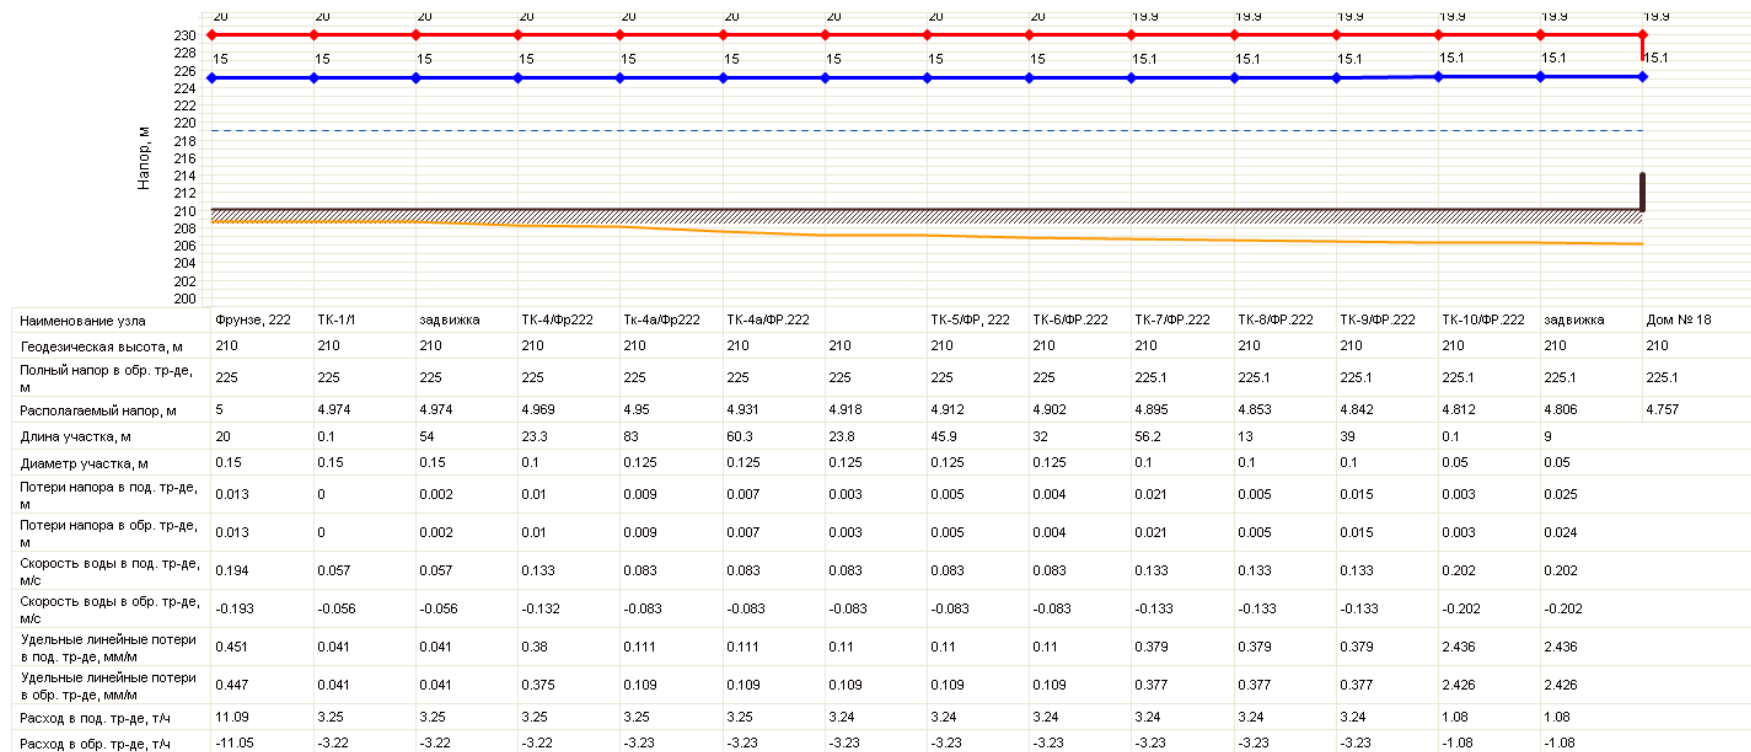 20 20 20 20 20 20 20 20 20 19.9 19.9 19.9 19.9 19.9 19.9
230
228
15 15 15 15 15 15 15 15 15 15.1 15.1 15.1 15.1 15.1 15.1
226
224
222
220
218
216
214
212
210
208
206
204
202
200
Напор, м
Наименование узла Фрунзе, 222 ТК-1/1 задвижка ТК-4/Фр222 Тк-4а/Фр222 ТК-4а/ФР.222 ТК-5/ФР, 222 ТК-6/ФР.222 ТК-7/ФР.222 ТК-8/ФР.222 ТК-9/ФР.222 ТК-10/ФР.222 задвижка Дом № 18
Геодезическая высота, м 210 210 210 210 210 210 210 210 210 210 210 210 210 210 210
Полный напор в обр. тр-де,
м 225 225 225 225 225 225 225 225 225 225.1 225.1 225.1 225.1 225.1 225.1
Располагаемый напор, м 5 4.974 4.974 4.969 4.95 4.931 4.918 4.912 4.902 4.895 4.853 4.842 4.812 4.806 4.757
Длина участка, м 20 0.1 54 23.3 83 60.3 23.8 45.9 32 56.2 13 39 0.1 9
Диаметр участка, м 0.15 0.15 0.15 0.1 0.125 0.125 0.125 0.125 0.125 0.1 0.1 0.1 0.05 0.05
Потери напора в под. тр-де,
м 0.013 0 0.002 0.01 0.009 0.007 0.003 0.005 0.004 0.021 0.005 0.015 0.003 0.025
Потери напора в обр. тр-де,
м 0.013 0 0.002 0.01 0.009 0.007 0.003 0.005 0.004 0.021 0.005 0.015 0.003 0.024
Скорость воды в под. тр-де,
м/с 0.194 0.057 0.057 0.133 0.083 0.083 0.083 0.083 0.083 0.133 0.133 0.133 0.202 0.202
Скорость воды в обр. тр-де,
м/с -0.193 -0.056 -0.056 -0.132 -0.083 -0.083 -0.083 -0.083 -0.083 -0.133 -0.133 -0.133 -0.202 -0.202
Удельные линейные потери
в под. тр-де, мм/м 0.451 0.041 0.041 0.38 0.111 0.111 0.11 0.11 0.11 0.379 0.379 0.379 2.436 2.436
Удельные линейные потери
в обр. тр-де, мм/м 0.447 0.041 0.041 0.375 0.109 0.109 0.109 0.109 0.109 0.377 0.377 0.377 2.426 2.426
Расход в под. тр-де, т/ч 11.09 3.25 3.25 3.25 3.25 3.25 3.24 3.24 3.24 3.24 3.24 3.24 1.08 1.08
Расход в обр. тр-де, т/ч -11.05 -3.22 -3.22 -3.22 -3.23 -3.23 -3.23 -3.23 -3.23 -3.23 -3.23 -3.23 -1.08 -1.08